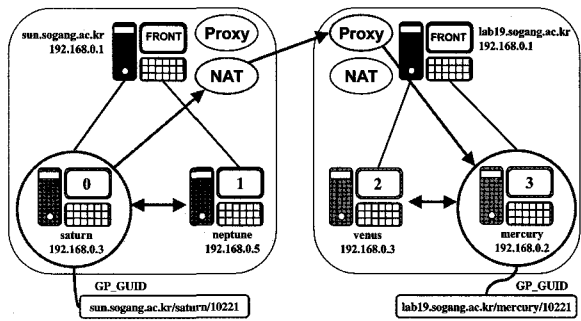 sun.sogang.ac.kr
192.168.0.1
FRONT
Proxy
NAT
0
saturn
192.168.0.3
1
neptune
192.168.0.5
GP_GUID
sun.sogang.ac.kr/saturn/10221
Proxy
NAT
FRONT
lab19.sogang.ac.kr
192.168.0.1
2
venus
192.168.0.3
3
mercury
192.168.0.2
GP_GUID
lab19.sogang.ac.kr/mercury/10221